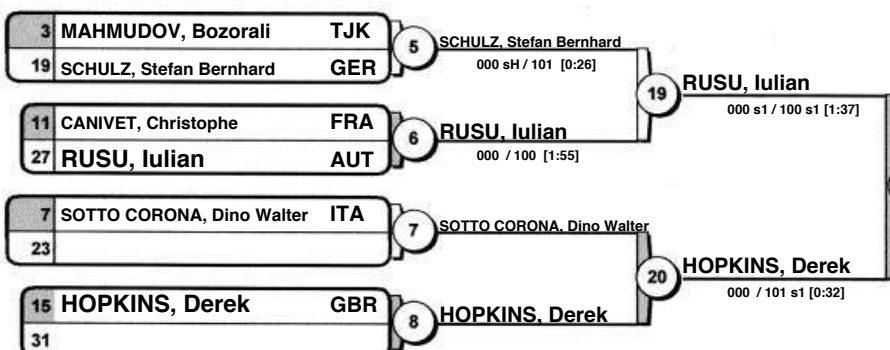 3 MAHMUDOV, Bozorali TJK
19 SCHULZ, Stefan Bernhard GER
5
SCHULZ, Stefan Bernhard
000 sH / 101 [0:26]
11 CANIVET, Christophe FRA
27 RUSU, Iulian AUT
6
RUSU, Iulian
000 / 100 [1:55]
19
RUSU, Iulian
000 s1 / 100 s1 [1:37]
7 SOTTO CORONA, Dino Walter ITA
23
7
SOTTO CORONA, Dino Walter
15 HOPKINS, Derek GBR
31
8
HOPKINS, Derek
20
HOPKINS, Derek
000 / 101 s1 [0:32]